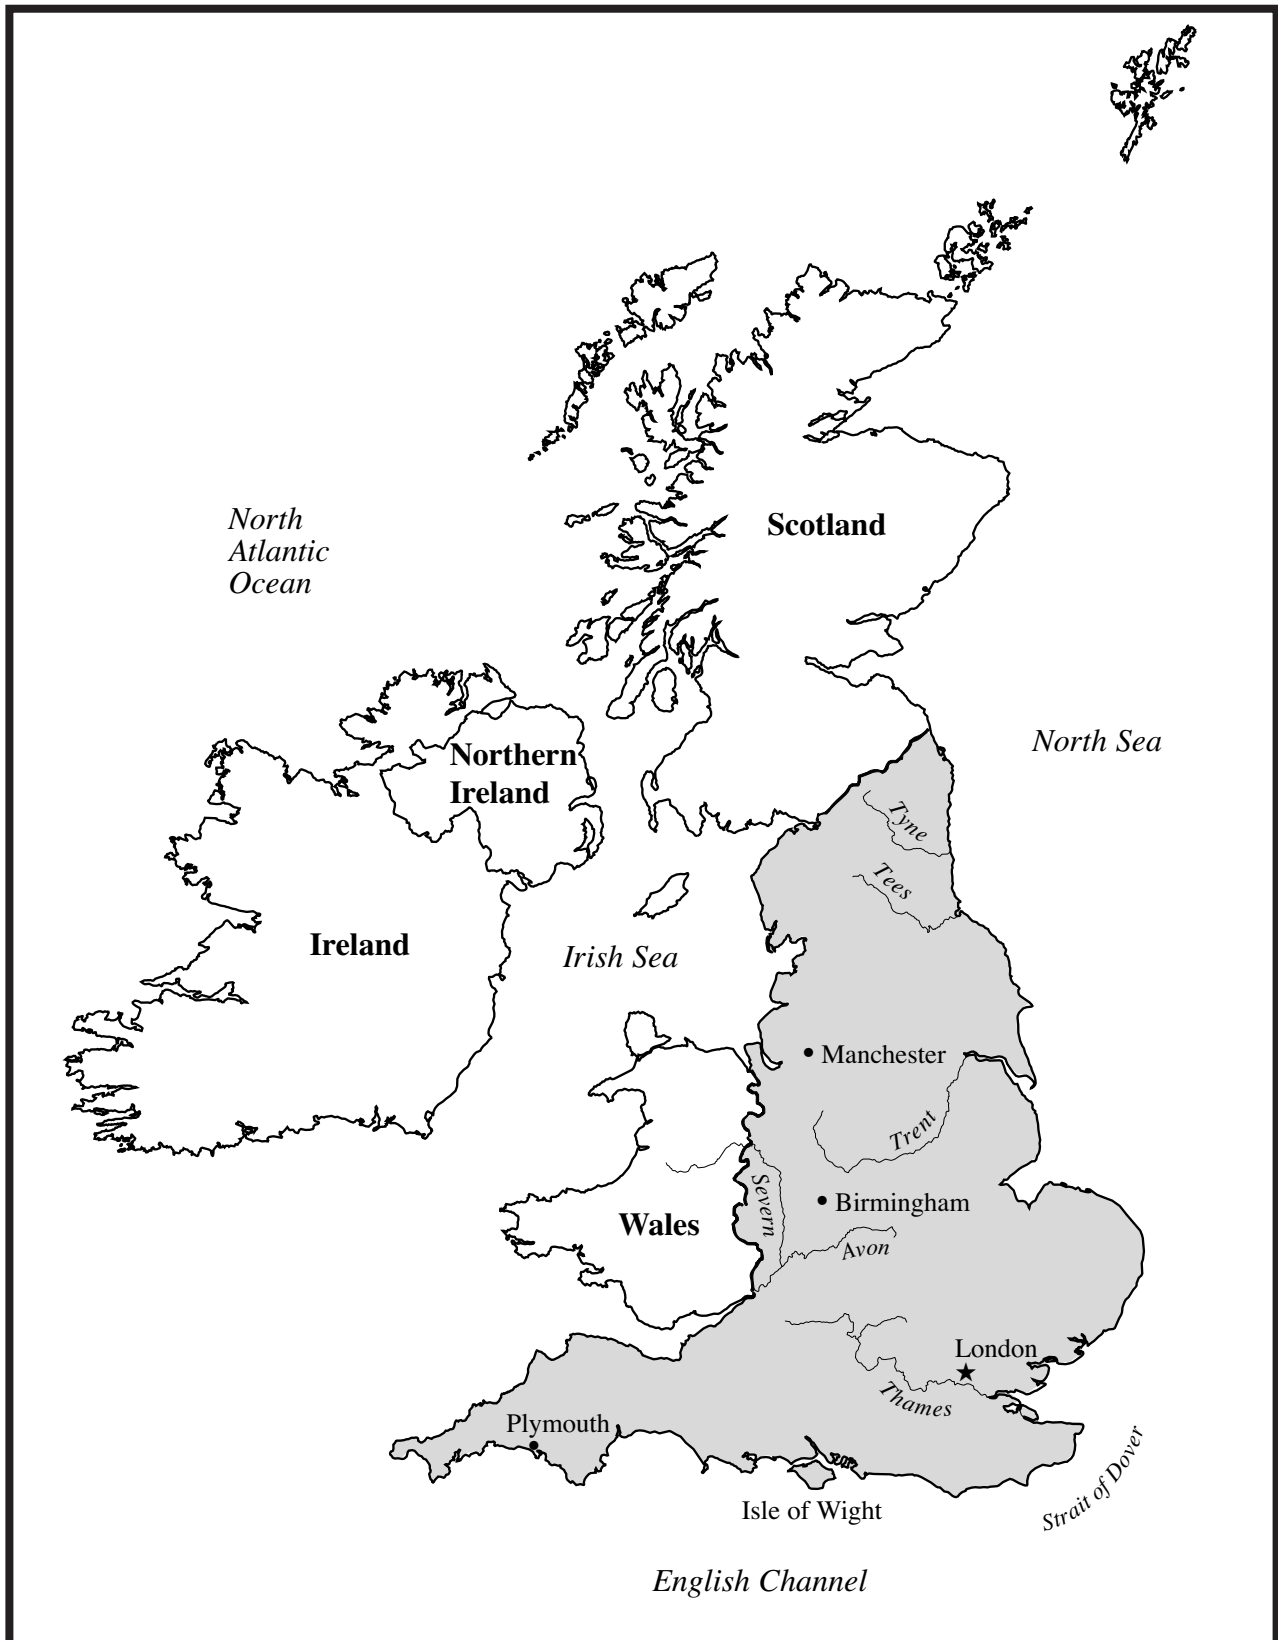 North
Atlantic
Ocean
Scotland
Northern
Ireland
North Sea
Tyne
Tees
Ireland
Irish Sea
Manchester
Trent
Severn
Birmingham
Wales
Avon
London
Thames
Plymouth
Strait of Dover
Isle of Wight
English Channel